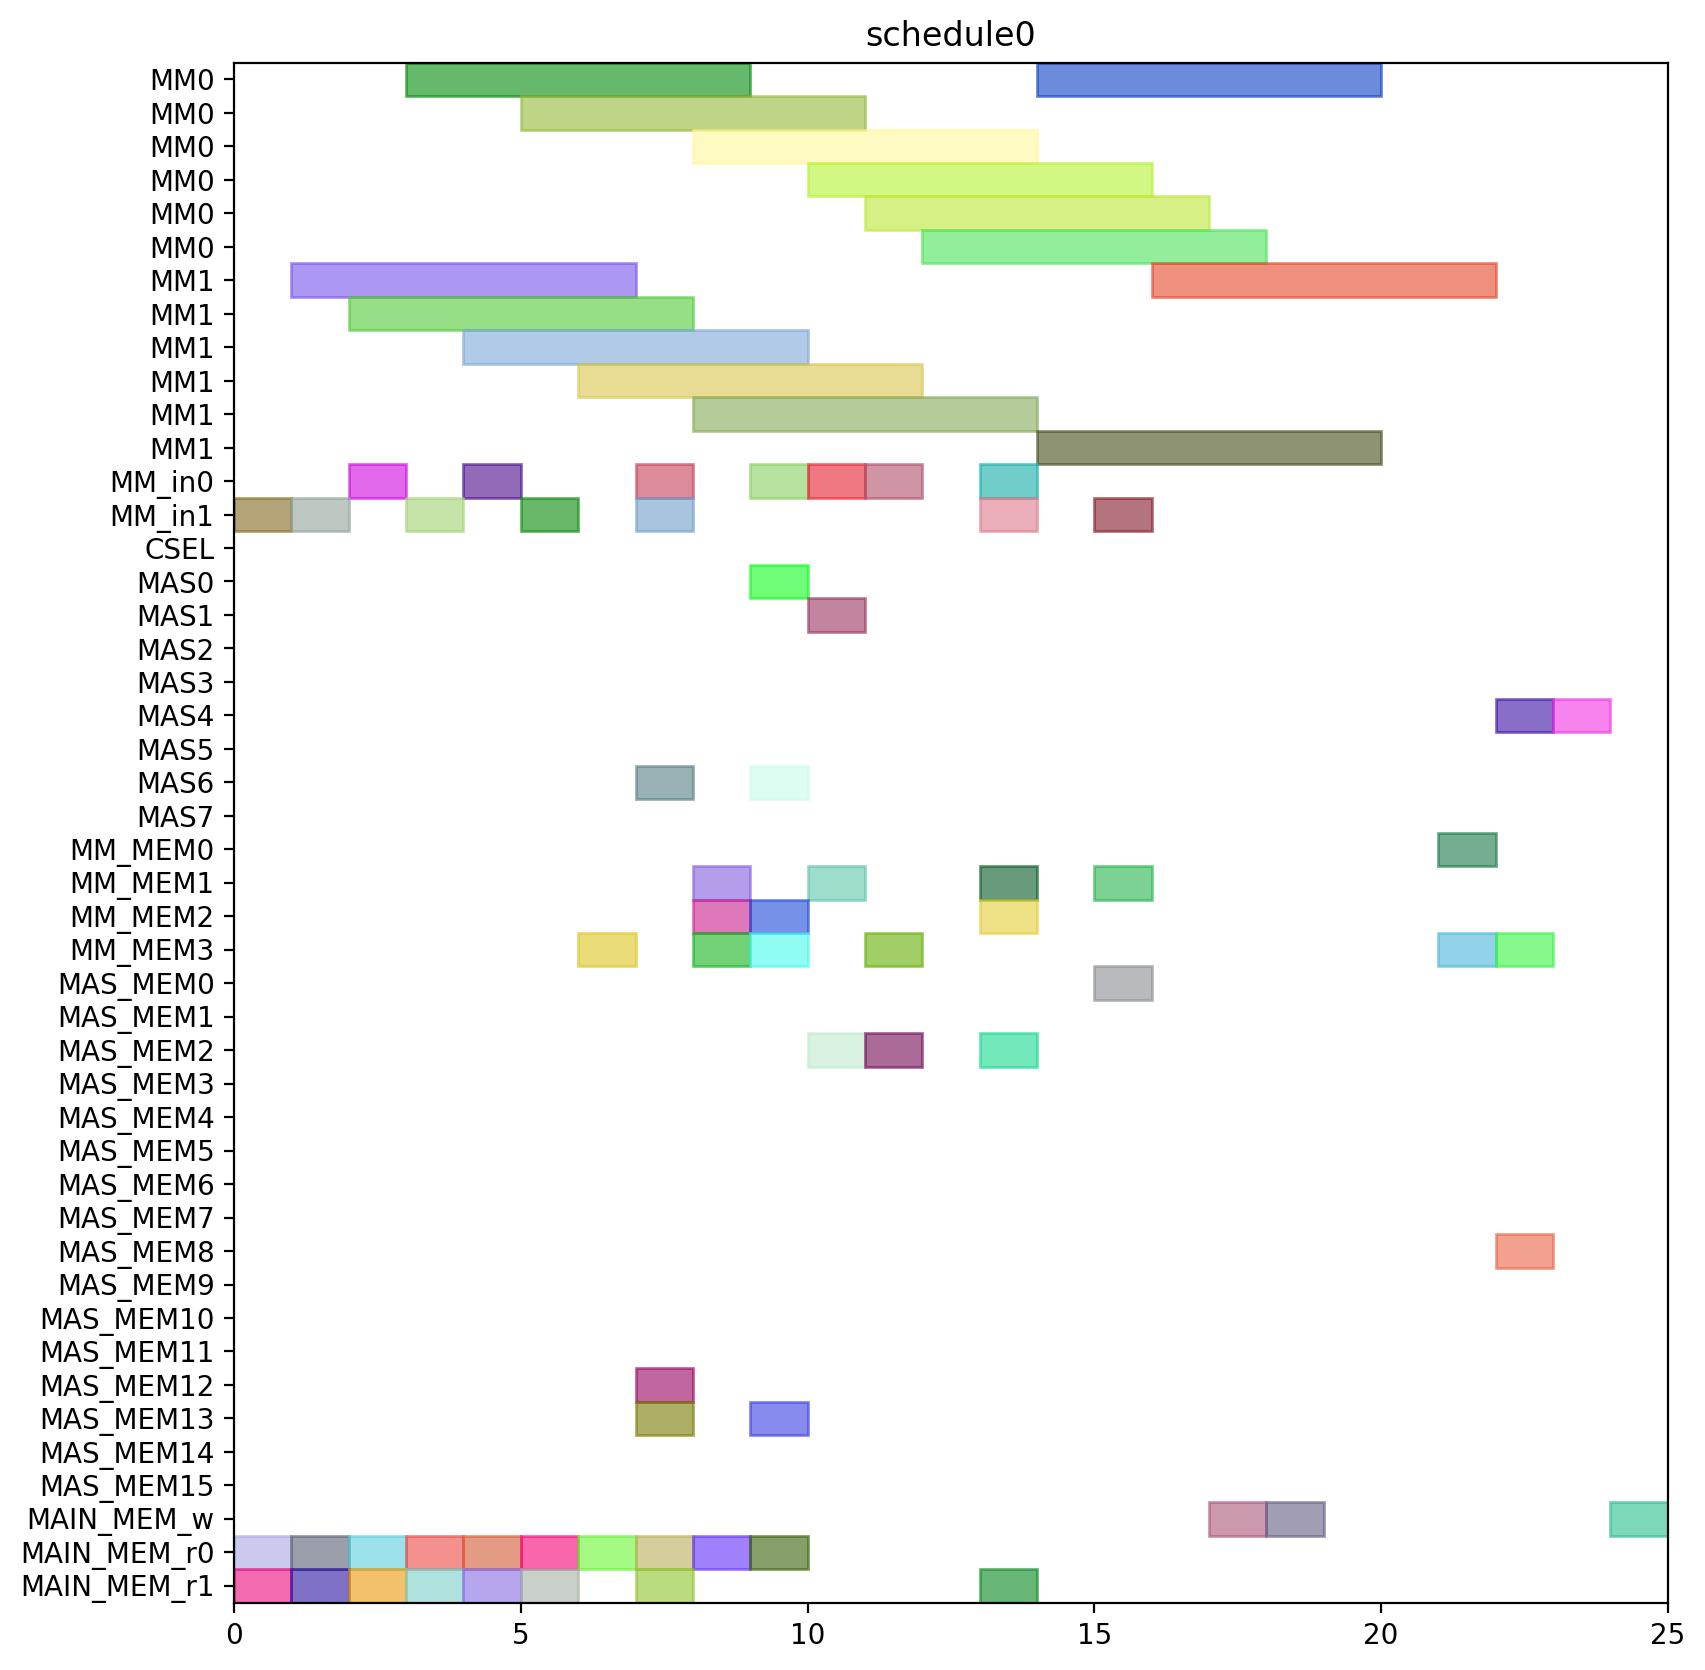 schedule0
MM0
MM0
MM0
MM0
MM0
MM0
MM1
MM1
MM1
MM1
MM1
MM1
MM_in0
MM_in1
CSEL
MAS0
MAS1
MAS2
MAS3
MAS4
MAS5
MAS6
MAS7
MM_MEM0
MM_MEM1
MM_MEM2
MM_MEM3
MAS_MEM0
MAS_MEM1
MAS_MEM2
MAS_MEM3
MAS_MEM4
MAS_MEM5
MAS_MEM6
MAS_MEM7
MAS_MEM8
MAS_MEM9
MAS_MEM10
MAS_MEM11
MAS_MEM12
MAS_MEM13
MAS_MEM14
MAS_MEM15
MAIN_MEM_w
MAIN_MEM_r0
MAIN_MEM_r1
0 5 10 15 20 25